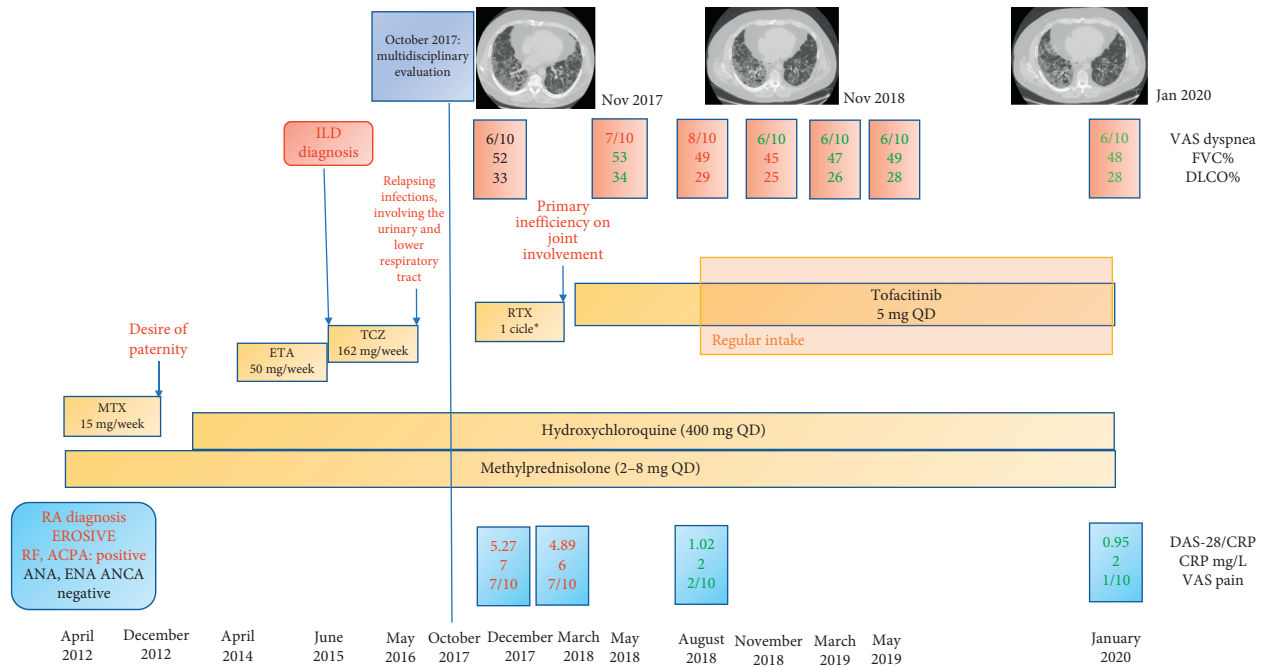 October 2017:
multidisciplinary
evaluation
Nov 2017
Nov 2018
Jan 2020
ILD
diagnosis
6/10
52
33
7/10
53
34
8/10
49
29
6/10
45
25
6/10
47
26
6/10
49
28
6/10
48
28
VAS dyspnea
FVC%
DLCO%
Relapsing
infections,
involving the
urinary and
lower
respiratory
tract
Primary
inefficiency on
joint
involvement
Tofacitinib
5 mg QD
Regular intake
RTX
1 cicle*
TCZ
162 mg/week
ETA
50 mg/week
Desire of
paternity
MTX
15 mg/week
Hydroxychloroquine (400 mg QD)
Methylprednisolone (2–8 mg QD)
RA diagnosis
EROSIVE
RF, ACPA: positive
ANA, ENA ANCA
negative
5.27
7
7/10
4.89
6
7/10
1.02
2
2/10
0.95
2
1/10
DAS-28/CRP
CRP mg/L
VAS pain
April
2012
December
2012
April
2014
June
2015
May
2016
October
2017
December
2017
March
2018
May
2018
August
2018
November
2018
March
2019
May
2019
January
2020